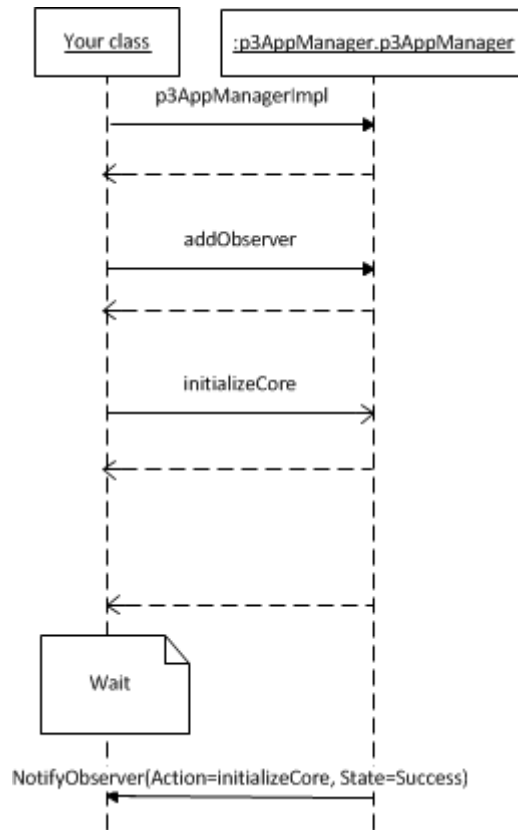 Your class
:p3AppManager.p3AppManager
p3AppManagerImpl
addObserver
initializeCore
Wait
NotifyObserver(Action=initializeCore, State=Success)